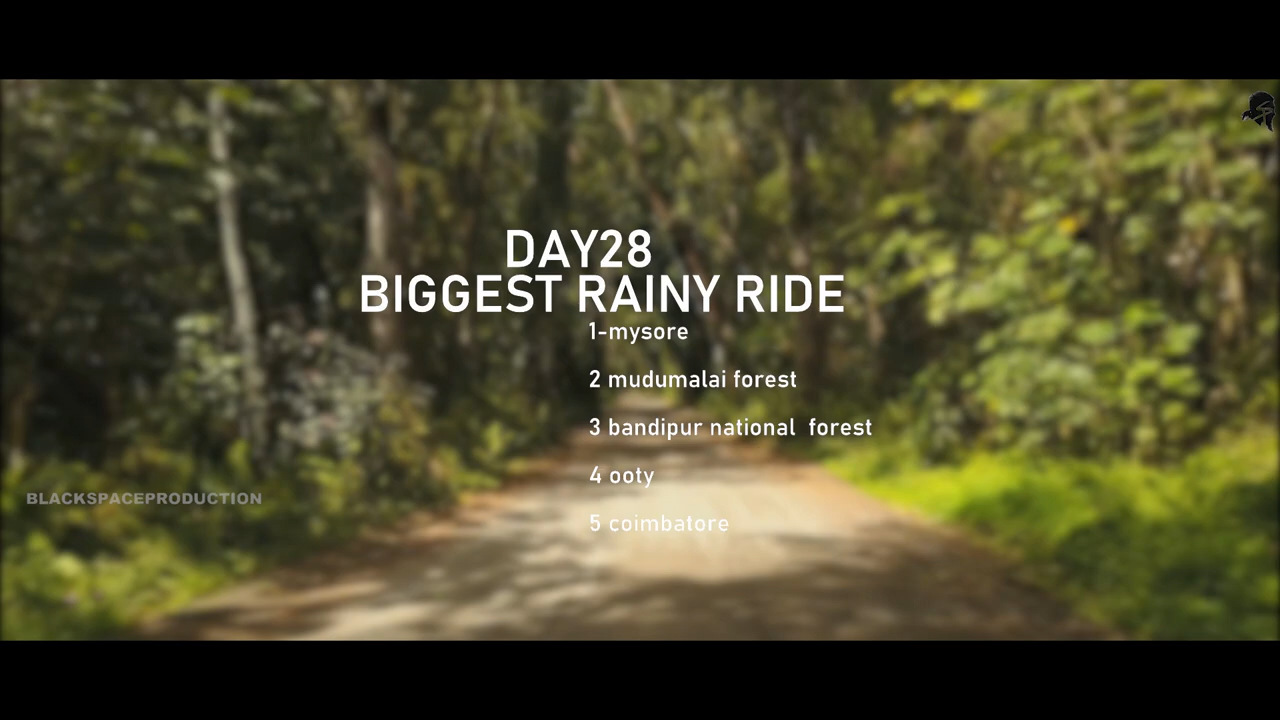 DAY28
BIGGEST RAINY RIDE
1-mysore
2 mudumalai forest
3 bandipur national forest
4 ooty
5 coimbatore
BLACKSPACEPRODUCTION